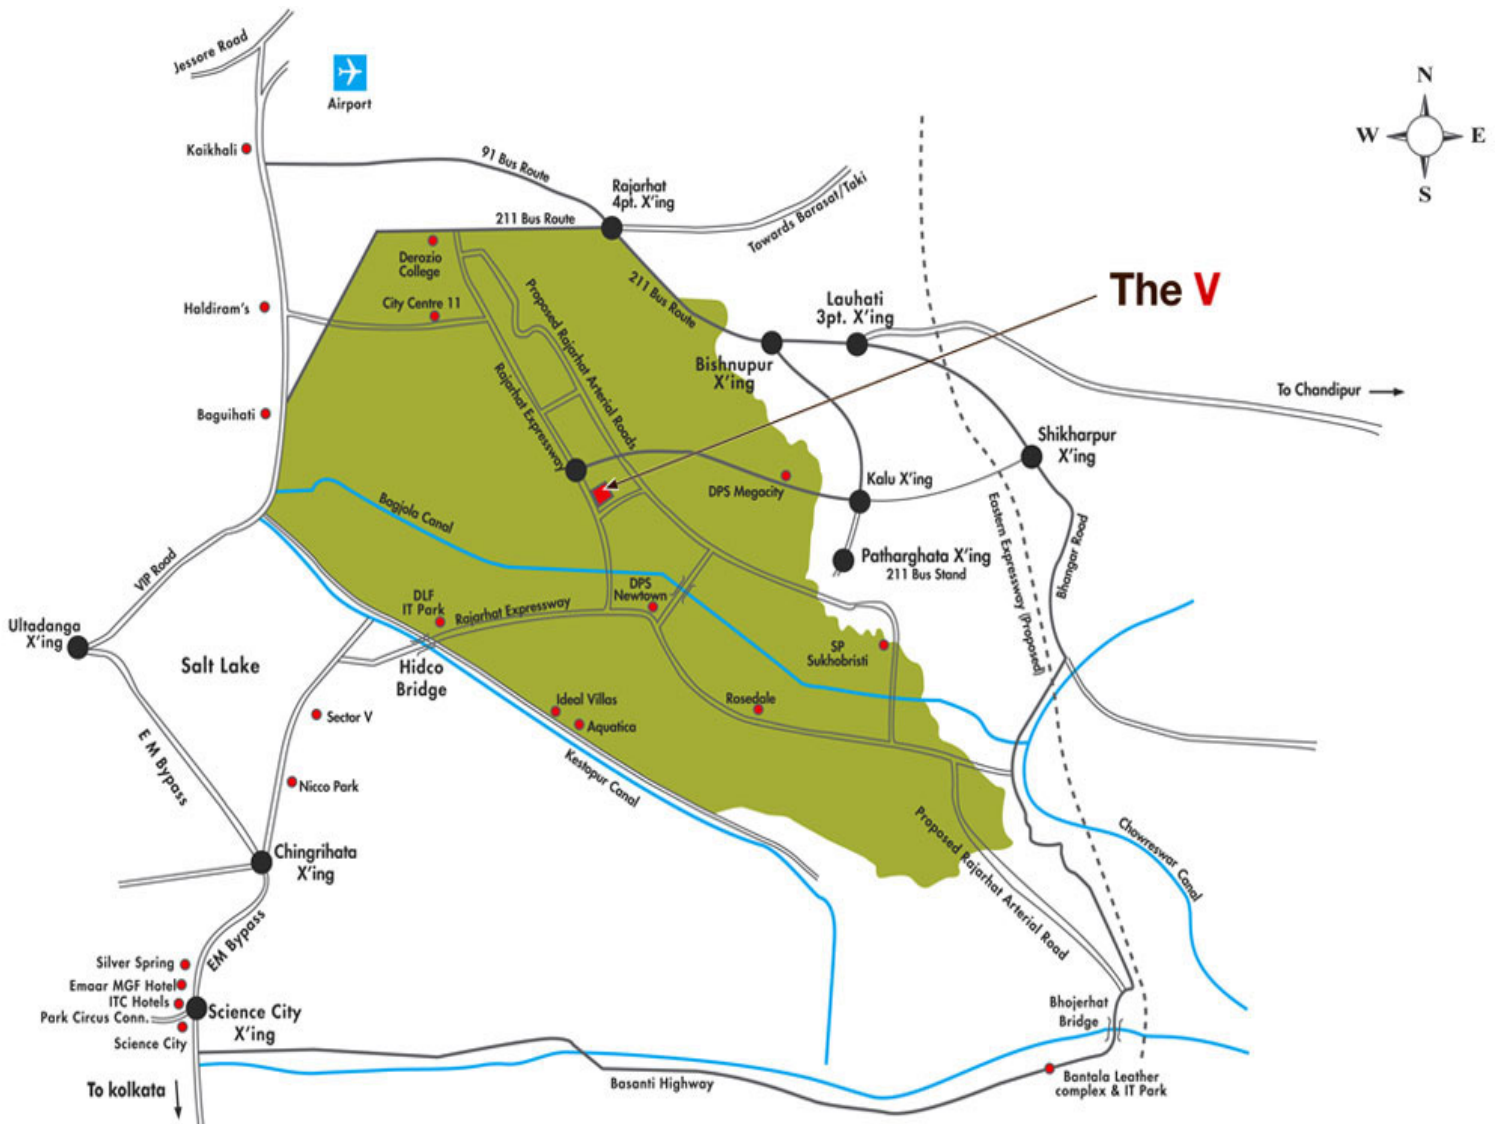 Jessore Road
Airport
N
W
E
S
Kaikhali
91 Bus Route
Rajarhat
4pt. X'ing
211 Bus Route
Towards Barasat/Taki
Derozio
College
City Centre 11
Haldiram's
Proposed Rajarhat Arterial Roads
211 Bus Route
Lauhati
3pt. X'ing
The V
Bishnupur
X'ing
To Chandipur
Rajarhat Expressway
Baguihati
Shikharpur
X'ing
DPS Megacity
Kalu X'ing
Bagjola Canal
Eastern Expressway (Proposed)
Bhangar Road
Patharghata X'ing
211 Bus Stand
VIP Road
DLF
IT Park
Rajarhat Expressway
DPS
Newtown
Ultadanga
X'ing
Salt Lake
Hidco
Bridge
SP
Sukhobristi
Sector V
Ideal Villas
Aquatica
Rosedale
E M Bypass
Nicco Park
Kestopur Canal
Proposed Rajarhat Arterial Road
Chowreswar Canal
Chingrihata
X'ing
EM Bypass
Silver Spring
Emaar MGF Hotel
ITC Hotels
Park Circus Conn.
Science City
X'ing
Science City
Bhojerhat
Bridge
To kolkata
Basanti Highway
Bantala Leather
complex & IT Park